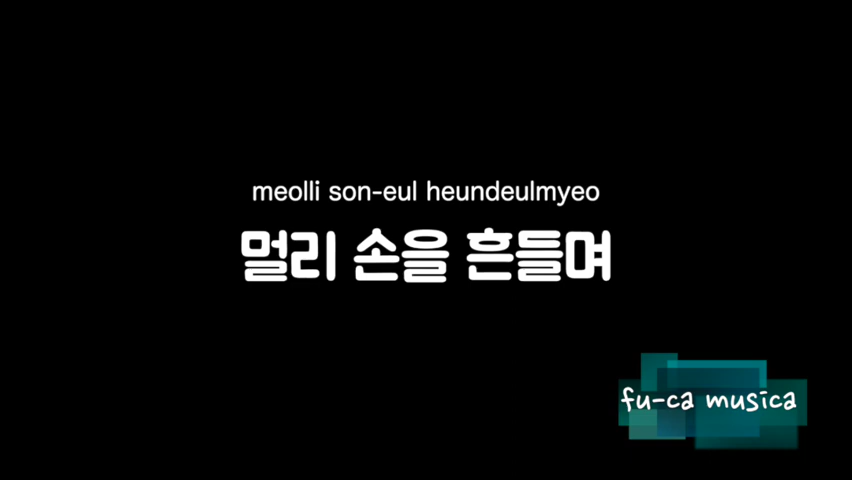 meolli son-eul heundeulmyeo
멀리 손을 흔들며
fu-ca musica